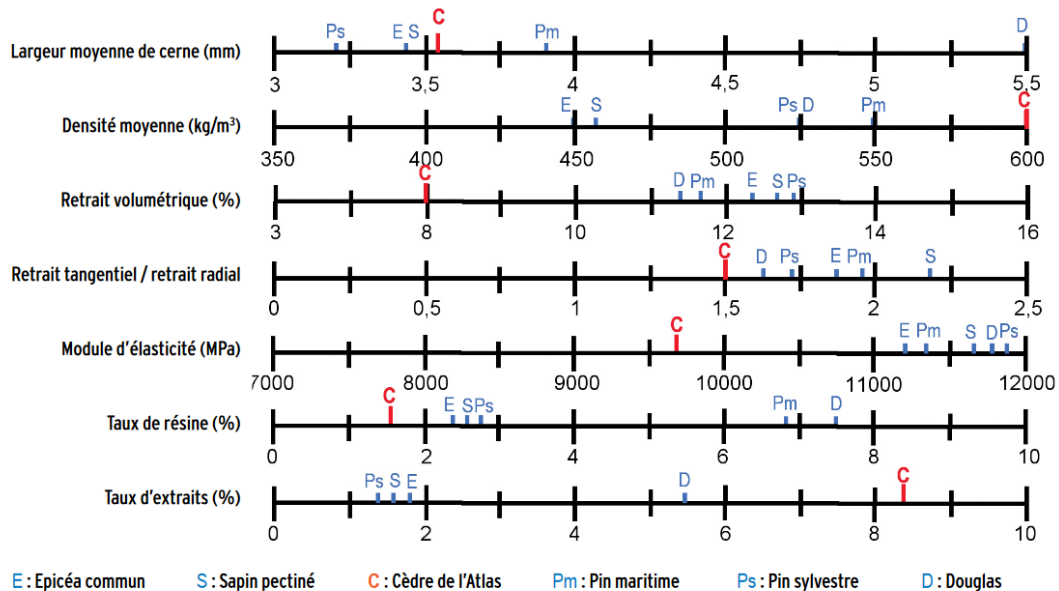 Ps E S C Pm D
Largeur moyenne de cerne (mm)
3 3,5 4 4,5 5 5,5
E S Ps D Pm C
Densité moyenne (kg/m³)
350 400 450 500 550 600
C D Pm E S Ps
Retrait volumétrique (%)
3 8 10 12 14 16
C D Ps E Pm S
Retrait tangentiel / retrait radial
0 0,5 1 1,5 2 2,5
C E Pm S D Ps
Module d'élasticité (MPa)
7000 8000 9000 10000 11000 12000
C E S Ps Pm D
Taux de résine (%)
0 2 4 6 8 10
Ps S E D C
Taux d'extraits (%)
0 2 4 6 8 10
E : Epicéa commun S : Sapin pectiné C : Cèdre de l'Atlas Pm : Pin maritime Ps : Pin sylvestre D : Douglas